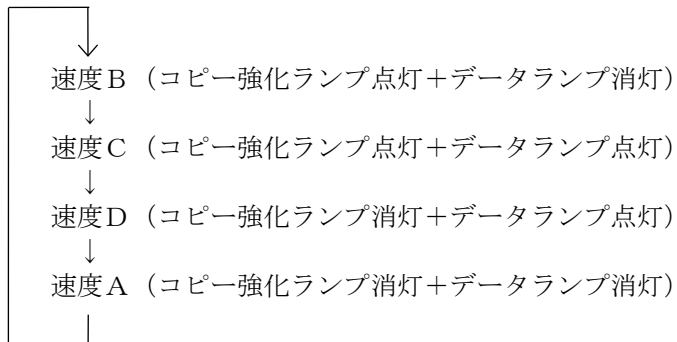 速度Ｂ（コピー強化ランプ点灯＋データランプ消灯）
↓
速度Ｃ（コピー強化ランプ点灯＋データランプ点灯）
↓
速度Ｄ（コピー強化ランプ消灯＋データランプ点灯）
↓
速度Ａ（コピー強化ランプ消灯＋データランプ消灯）